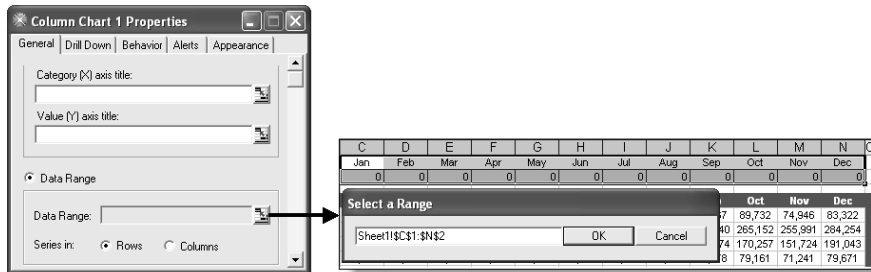 Column Chart 1 Properties
General Drill Down Behavior Alerts Appearance
Category (X) axis title:
Value (Y) axis title:
Data Range
Data Range:
Series in: Rows Columns
C D E F G H I J K L M N
Jan Feb Mar Apr May Jun Jul Aug Sep Oct Nov Dec
0 0 0 0 0 0 0 0 0 0 0 0
Select a Range
Sheet1!$C$1:$N$2
OK Cancel
Oct Nov Dec
89,732 74,946 83,322
265,152 255,991 284,254
170,257 151,724 191,043
79,161 71,241 79,671